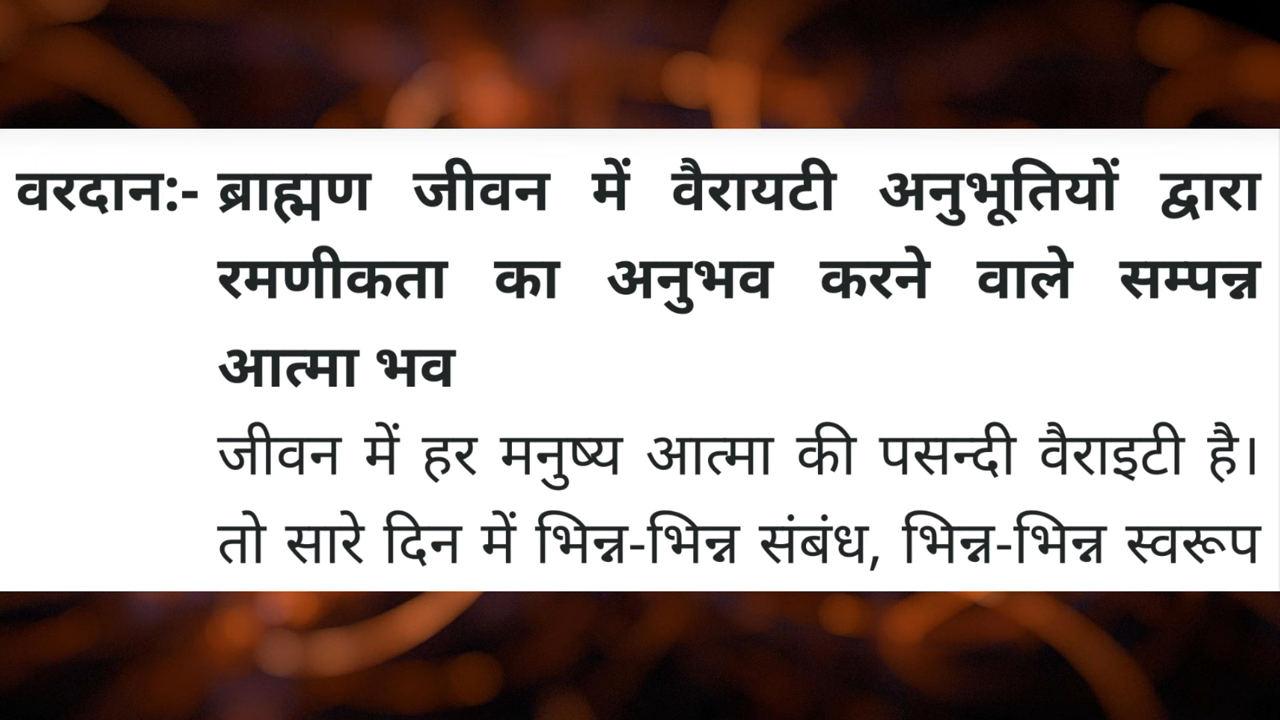 वरदान:- ब्राह्मण जीवन में वैरायटी अनुभूतियों द्वारा
रमणीकता का अनुभव करने वाले सम्पन्न
आत्मा भव
जीवन में हर मनुष्य आत्मा की पसन्दी वैराइटी है।
तो सारे दिन में भिन्न-भिन्न संबंध, भिन्न-भिन्न स्वरूप